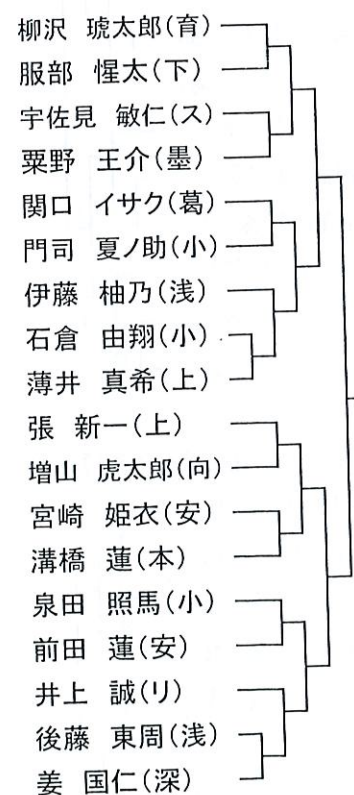 柳沢 琥太郎(育)
服部 惺太(下)
宇佐見 敏仁(ス)
粟野 王介(墨)
関口 イサク(葛)
門司 夏ノ助(小)
伊藤 柚乃(浅)
石倉 由翔(小)
薄井 真希(上)
張 新一(上)
増山 虎太郎(向)
宮崎 姫衣(安)
溝橋 蓮(本)
泉田 照馬(小)
前田 蓮(安)
井上 誠(リ)
後藤 東周(浅)
姜 国仁(深)